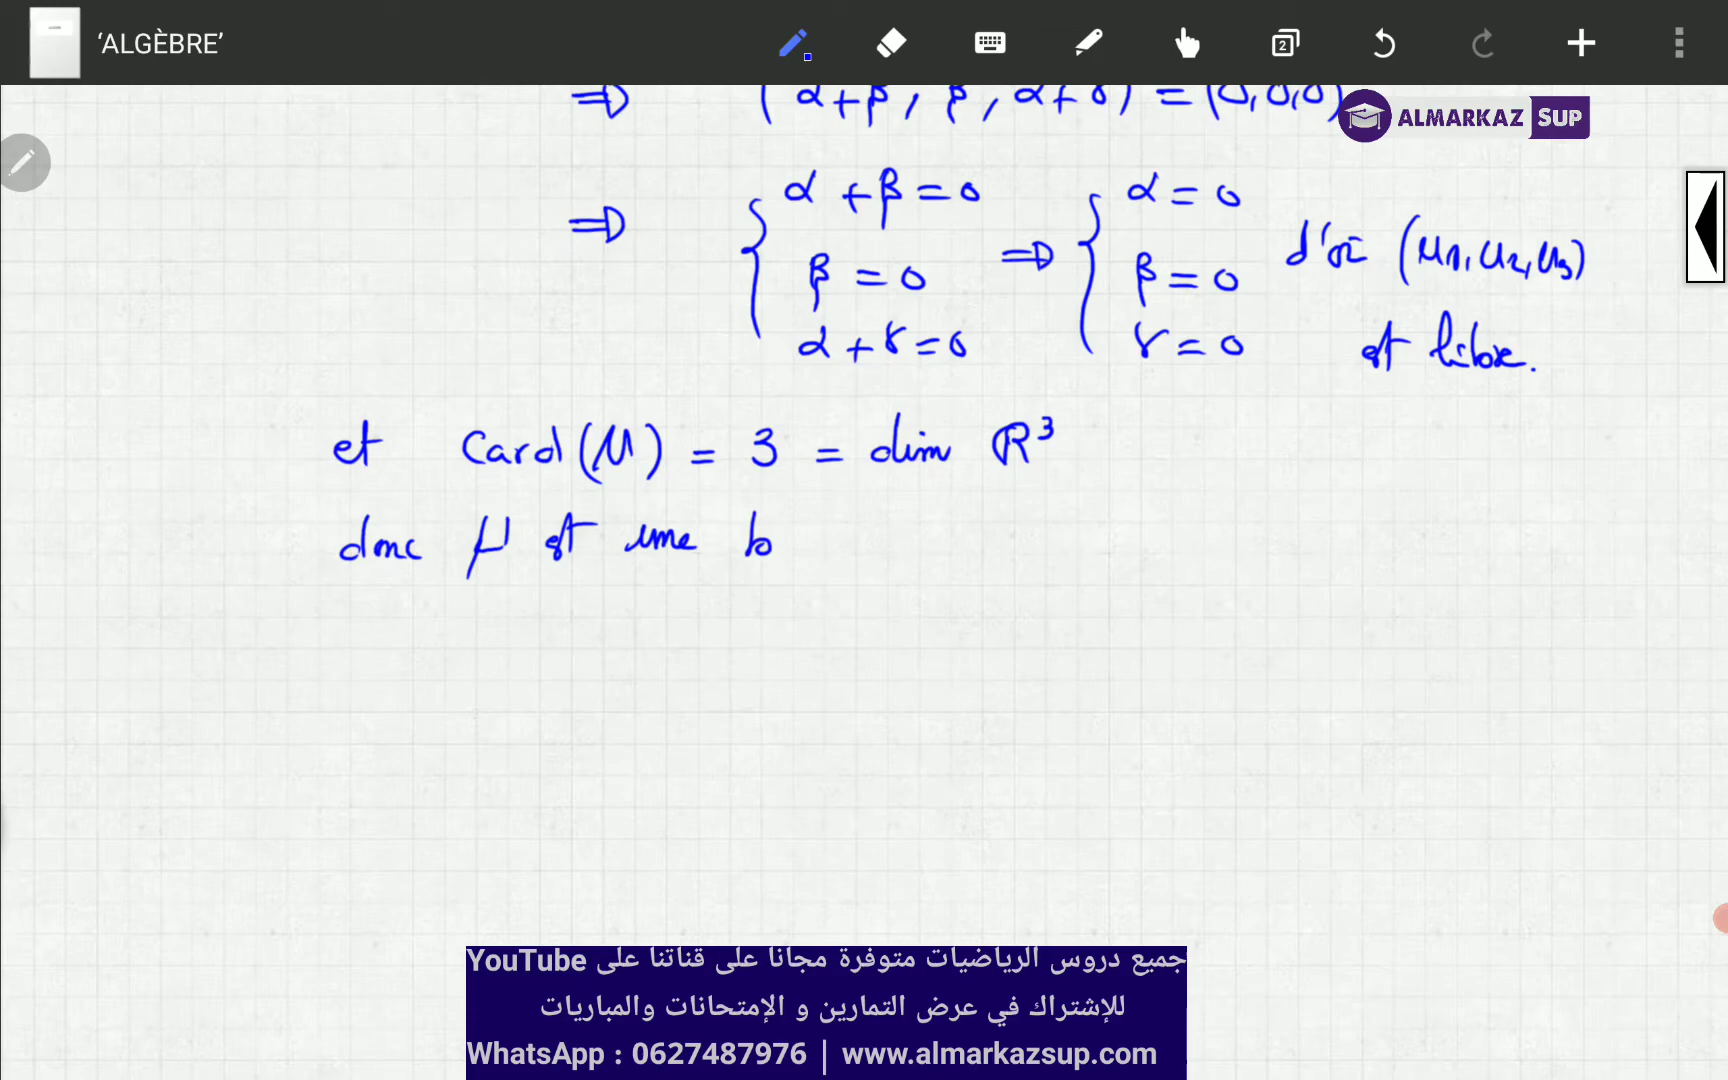 'ALGÈBRE'
2
⇒ (α+β, β, α+γ) = (0,0,0)
ALMARKAZ SUP
⇒ { α+β=0 ⇒ { α=0
β=0 β=0 d'où (u1,u2,u3)
α+γ=0 γ=0 est libre.
et Card(U) = 3 = dim ℝ³
donc U est une b
جميع دروس الرياضيات متوفرة مجانا على قناتنا على YouTube
للإشتراك في عرض التمارين و الإمتحانات والمباريات
WhatsApp : 0627487976 | www.almarkazsup.com